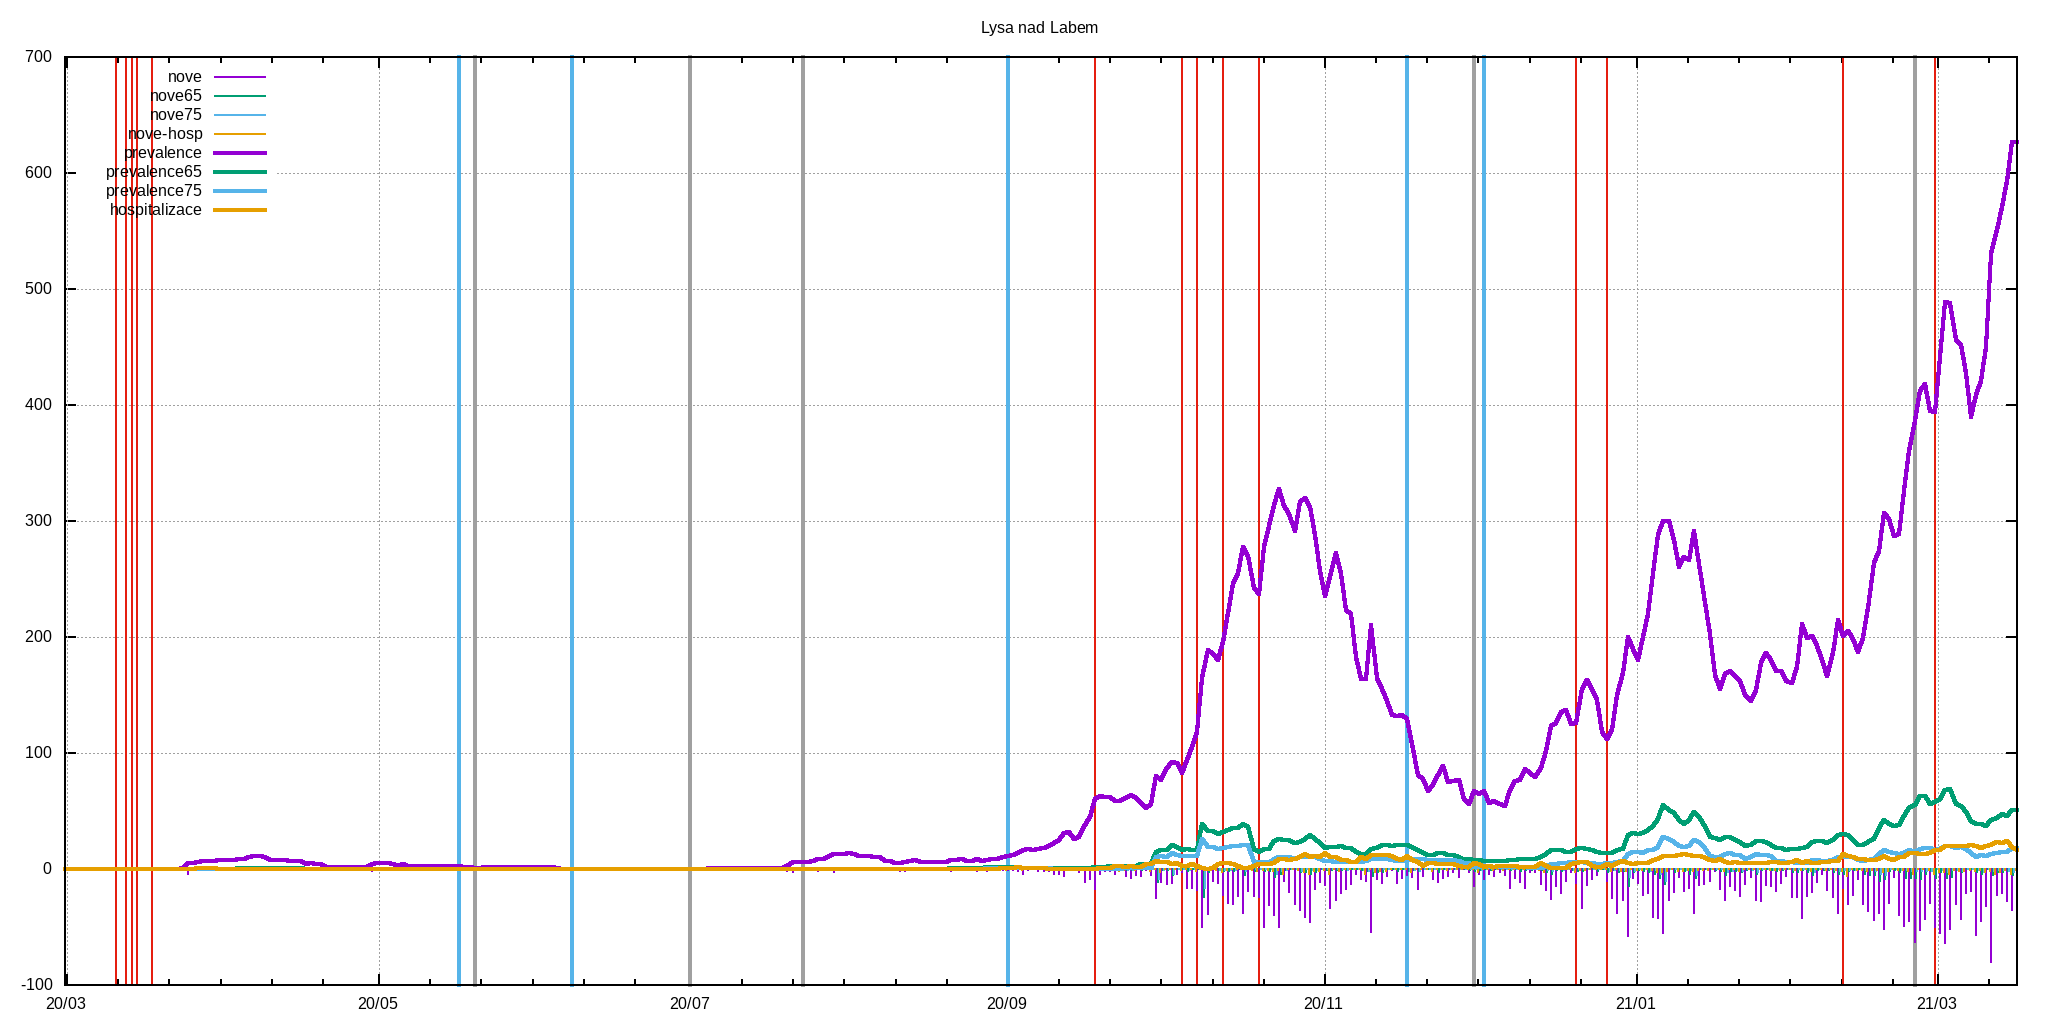 Lysa nad Labem
700
600
500
400
300
200
100
0
-100
nove
nove65
nove75
nove-hosp
prevalence
prevalence65
prevalence75
hospitalizace
20/03 20/05 20/07 20/09 20/11 21/01 21/03